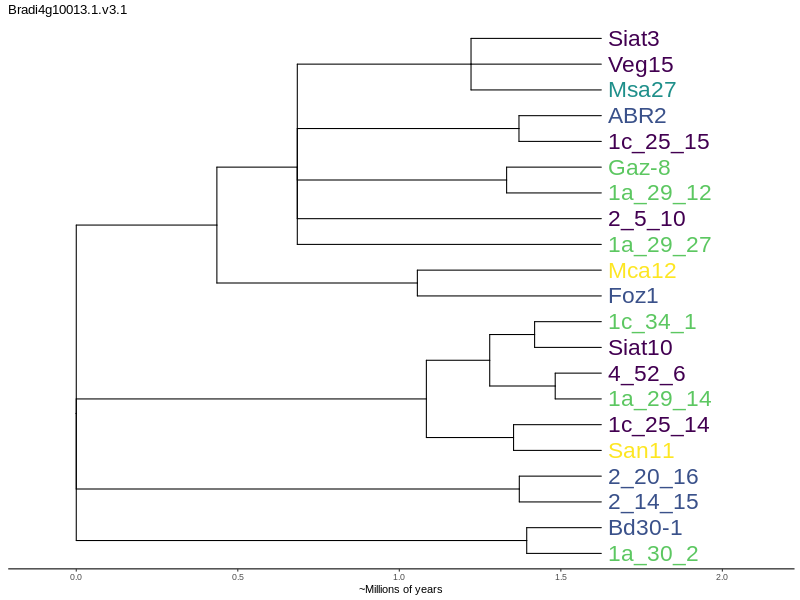 Bradi4g10013.1.v3.1
Siat3
Veg15
Msa27
ABR2
1c_25_15
Gaz-8
1a_29_12
2_5_10
1a_29_27
Mca12
Foz1
1c_34_1
Siat10
4_52_6
1a_29_14
1c_25_14
San11
2_20_16
2_14_15
Bd30-1
1a_30_2
0.0 0.5 1.0 1.5 2.0
~Millions of years